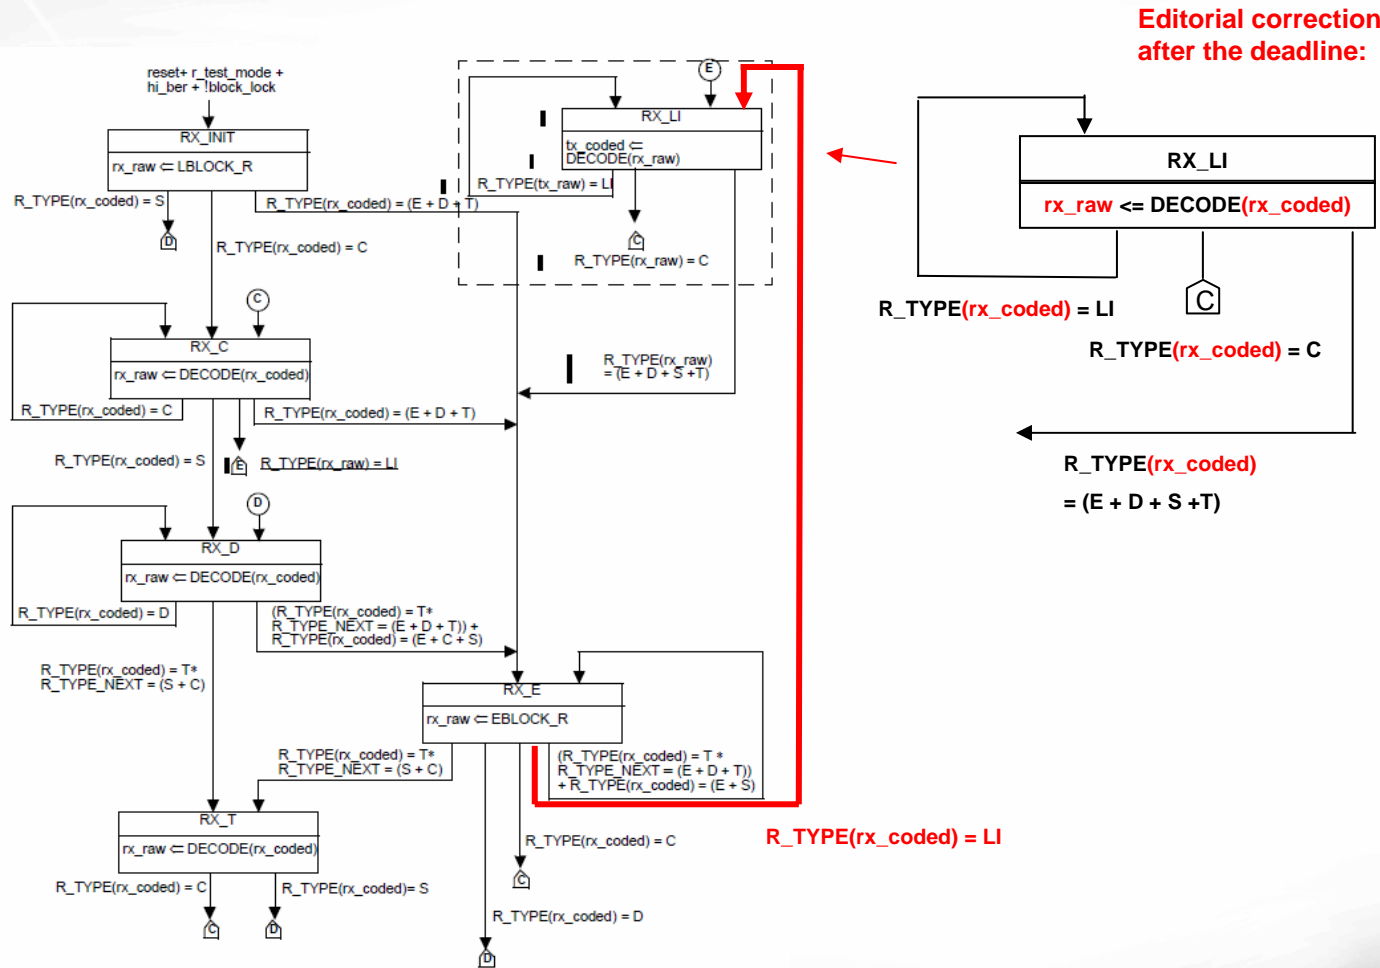 Editorial correction
after the deadline:
reset+ r_test_mode +
hi_ber + !block_lock
RX_INIT
rx_raw ⇐ LBLOCK_R
R_TYPE(rx_coded) = S
D
R_TYPE(rx_coded) = C
R_TYPE(rx_coded) = (E + D + T)
E
RX_LI
tx_coded ⇐
DECODE(rx_raw)
R_TYPE(tx_raw) = LI
C
R_TYPE(rx_raw) = C
R_TYPE(rx_raw)
= (E + D + S +T)
RX_LI
rx_raw <= DECODE(rx_coded)
R_TYPE(rx_coded) = LI
C
R_TYPE(rx_coded) = C
R_TYPE(rx_coded)
= (E + D + S +T)
C
RX_C
rx_raw ⇐ DECODE(rx_coded)
R_TYPE(rx_coded) = C
R_TYPE(rx_coded) = (E + D + T)
R_TYPE(rx_coded) = S
E
R_TYPE(rx_raw) = LI
D
RX_D
rx_raw ⇐ DECODE(rx_coded)
R_TYPE(rx_coded) = D
(R_TYPE(rx_coded) = T*
R_TYPE_NEXT = (E + D + T)) +
R_TYPE(rx_coded) = (E + C + S)
R_TYPE(rx_coded) = T*
R_TYPE_NEXT = (S + C)
RX_E
rx_raw ⇐ EBLOCK_R
R_TYPE(rx_coded) = T*
R_TYPE_NEXT = (S + C)
(R_TYPE(rx_coded) = T *
R_TYPE_NEXT = (E + D + T))
+ R_TYPE(rx_coded) = (E + S)
RX_T
rx_raw ⇐ DECODE(rx_coded)
R_TYPE(rx_coded) = C
R_TYPE(rx_coded)= S
C
D
R_TYPE(rx_coded) = C
C
R_TYPE(rx_coded) = LI
R_TYPE(rx_coded) = D
D